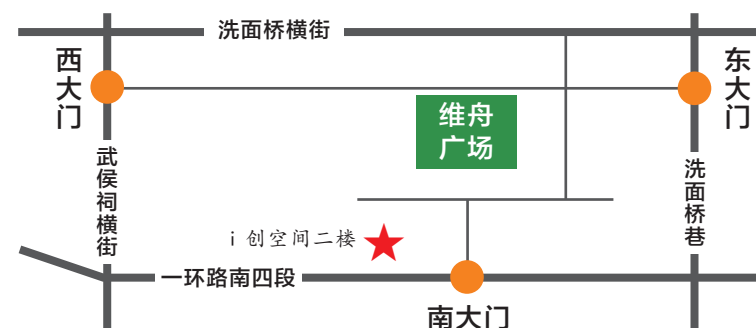 洗面桥横街
西大门
东大门
维舟
广场
武侯祠横街
洗面桥巷
i 创空间二楼
一环路南四段
南大门